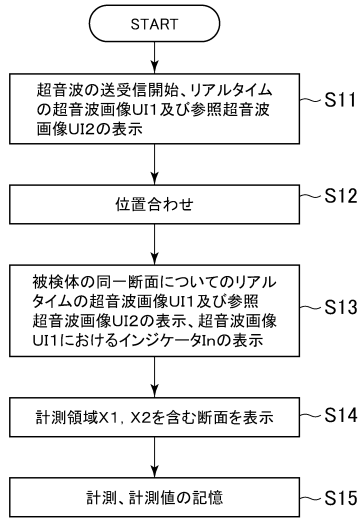 START
超音波の送受信開始、リアルタイム
の超音波画像UI1及び参照超音波
画像UI2の表示
S11
位置合わせ
S12
被検体の同一断面についてのリアル
タイムの超音波画像UI1及び参照
超音波画像UI2の表示、超音波画像
UI1におけるインジケータInの表示
S13
計測領域X1,X2を含む断面を表示
S14
計測、計測値の記憶
S15